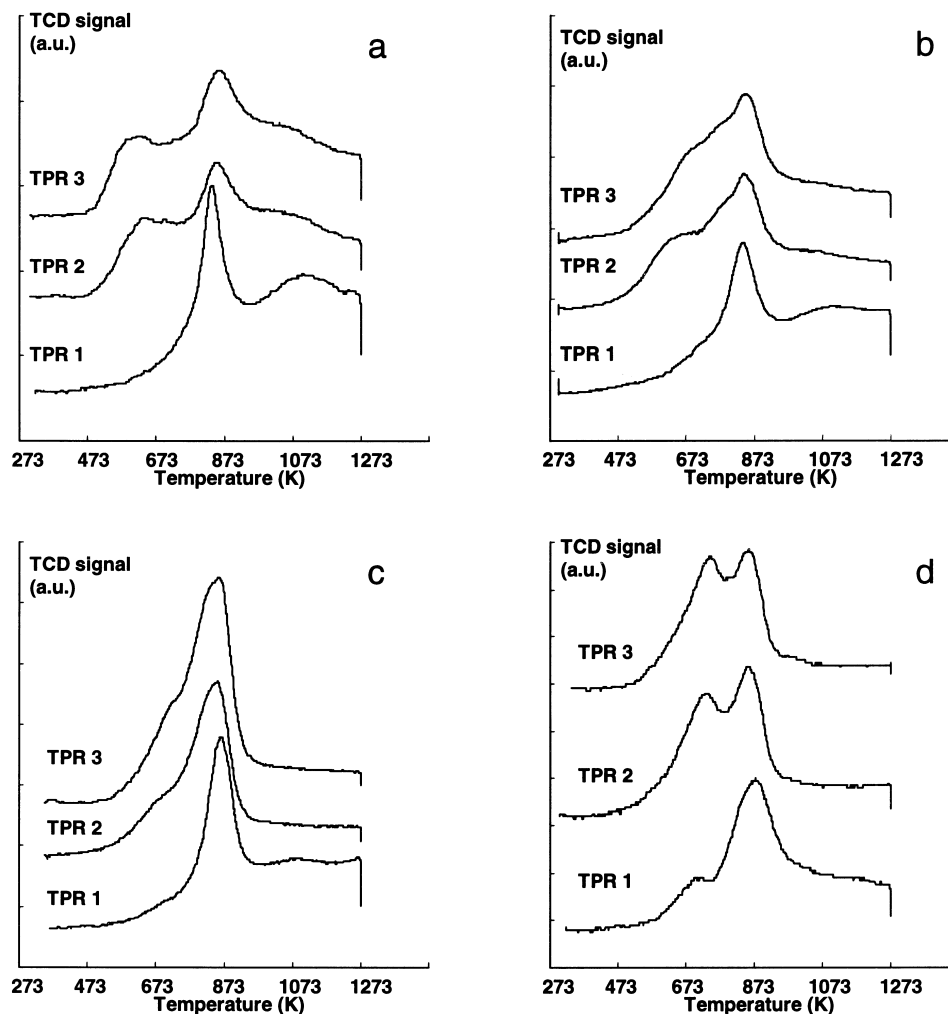 TCD signal
(a.u.)
a
TPR 3
TPR 2
TPR 1
273 473 673 873 1073 1273
Temperature (K)
TCD signal
(a.u.)
b
TPR 3
TPR 2
TPR 1
273 473 673 873 1073 1273
Temperature (K)
TCD signal
(a.u.)
c
TPR 3
TPR 2
TPR 1
273 473 673 873 1073 1273
Temperature (K)
TCD signal
(a.u.)
d
TPR 3
TPR 2
TPR 1
273 473 673 873 1073 1273
Temperature (K)